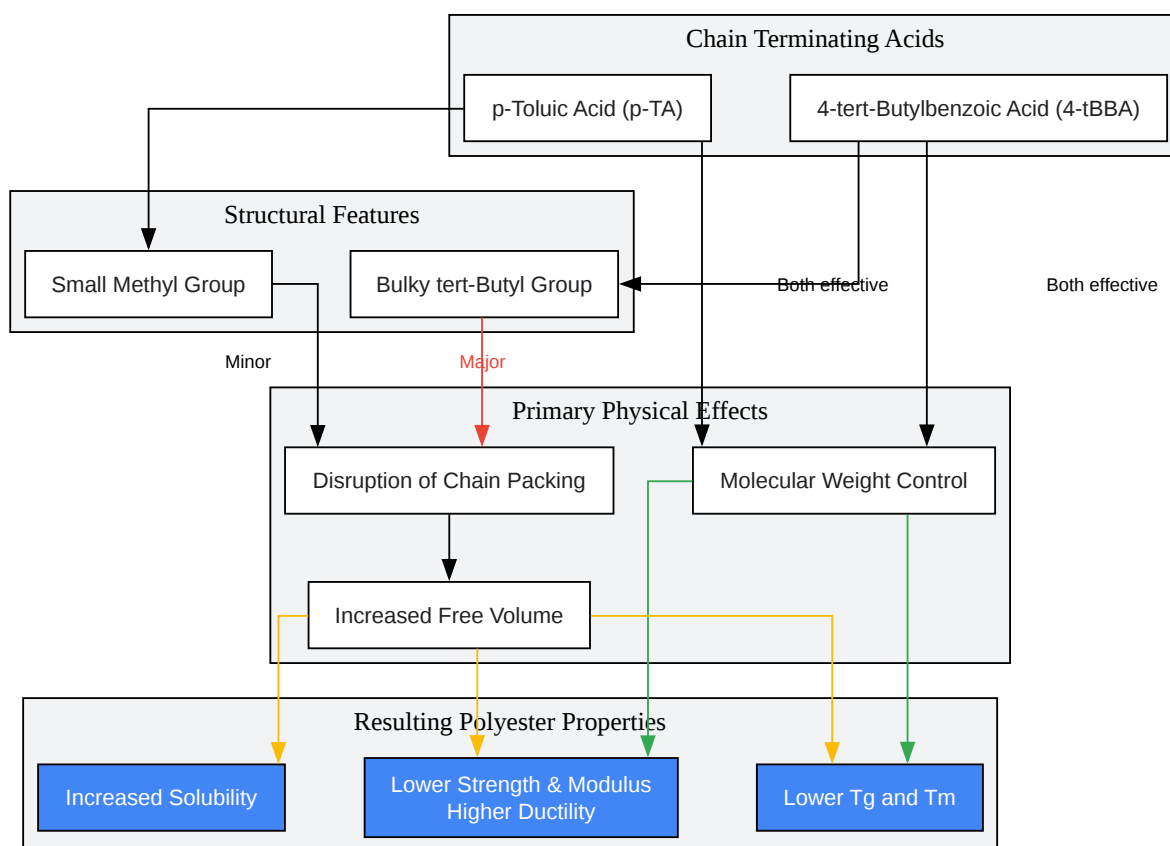 Chain Terminating Acids
p-Toluic Acid (p-TA)
4-tert-Butylbenzoic Acid (4-tBBA)
Structural Features
Small Methyl Group
Bulky tert-Butyl Group
Both effective
Both effective
Minor
Major
Primary Physical Effects
Disruption of Chain Packing
Molecular Weight Control
Increased Free Volume
Resulting Polyester Properties
Increased Solubility
Lower Strength & Modulus
Higher Ductility
Lower Tg and Tm